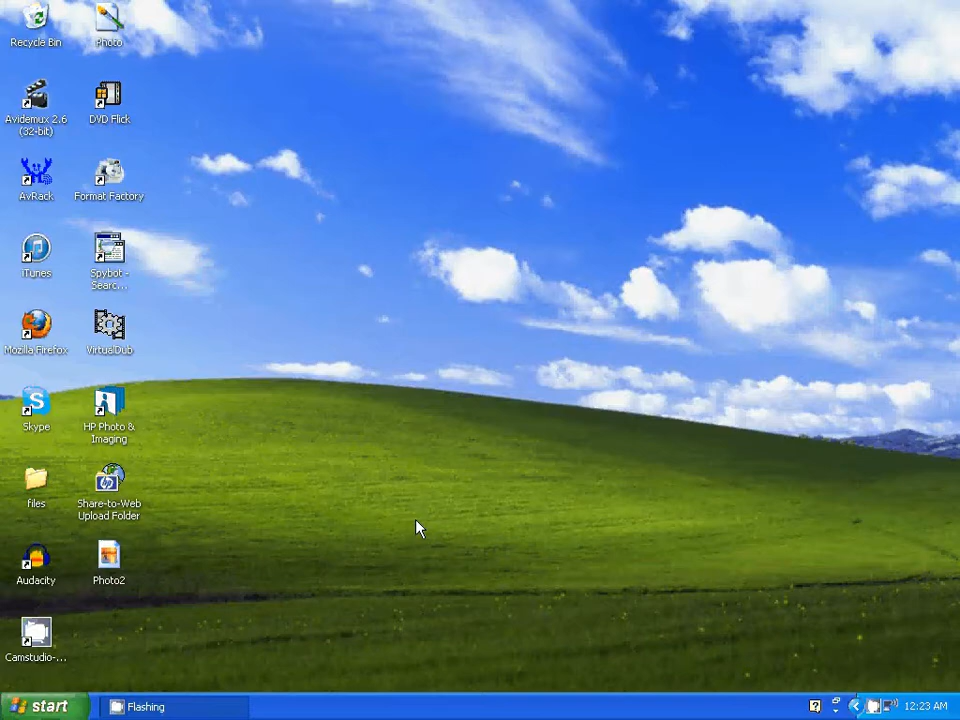 Recycle Bin
Photo
Avidemux 2.6
(32-bit)
DVD Flick
AvRack
Format Factory
iTunes
Spybot -
Searc...
Mozilla Firefox
VirtualDub
Skype
HP Photo &
Imaging
files
Share-to-Web
Upload Folder
Audacity
Photo2
Camstudio-...
start
Flashing
12:23 AM